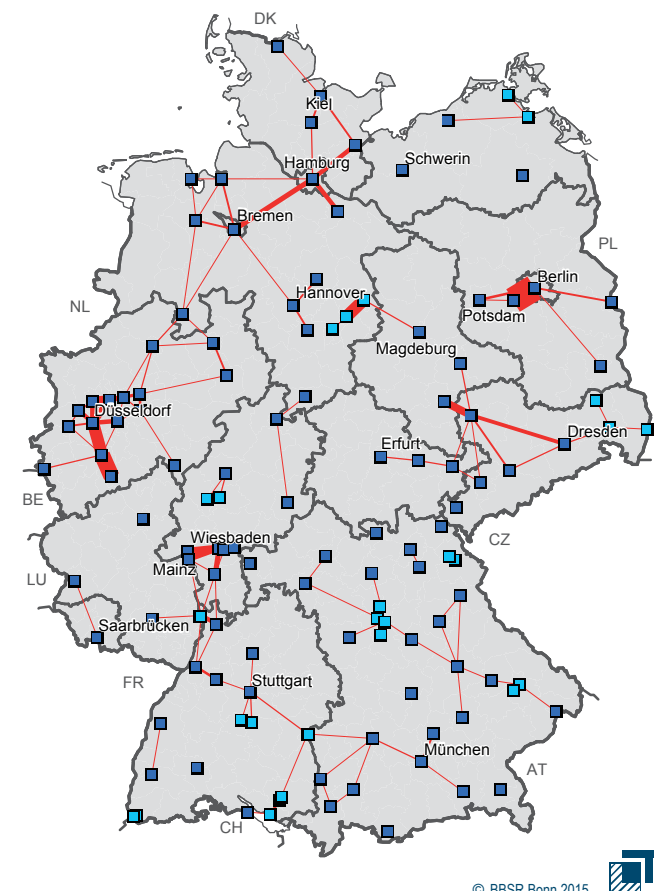 DK
Kiel
Hamburg
Schwerin
Bremen
PL
Berlin
Hannover
NL
Potsdam
Magdeburg
Düsseldorf
Dresden
Erfurt
BE
Wiesbaden
CZ
Mainz
LU
Saarbrücken
FR
Stuttgart
München
AT
CH
© BBSR Bonn 2015